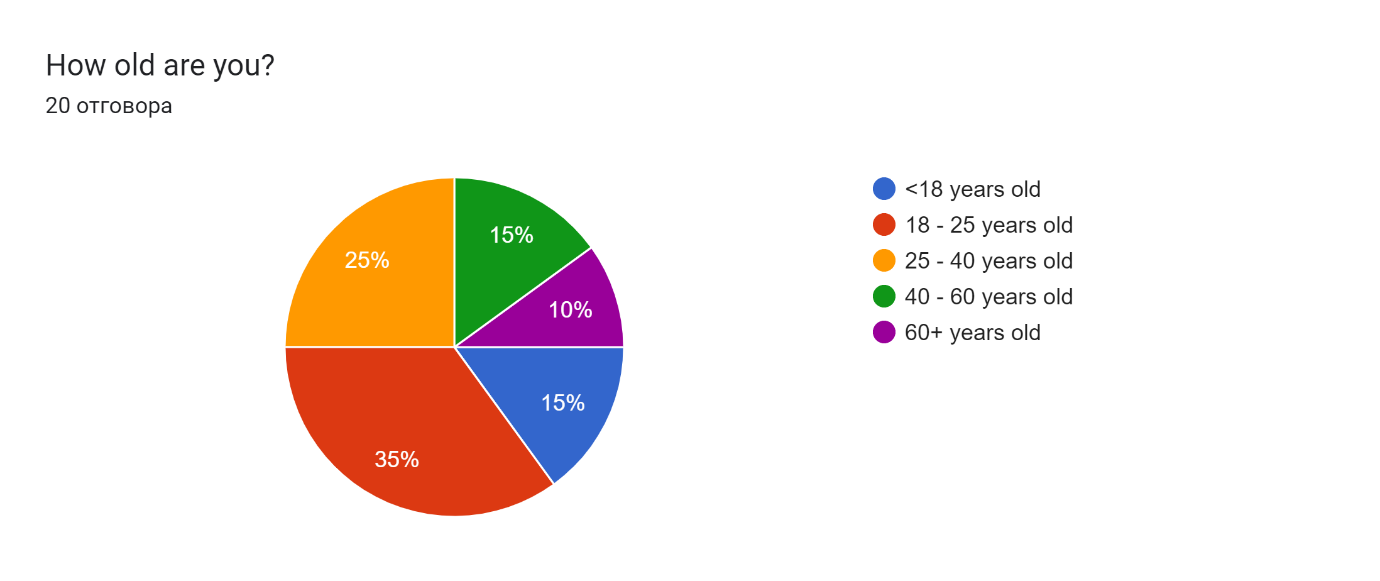 How old are you?
20 отговора
15%
25%
10%
15%
35%
<18 years old
18 - 25 years old
25 - 40 years old
40 - 60 years old
60+ years old